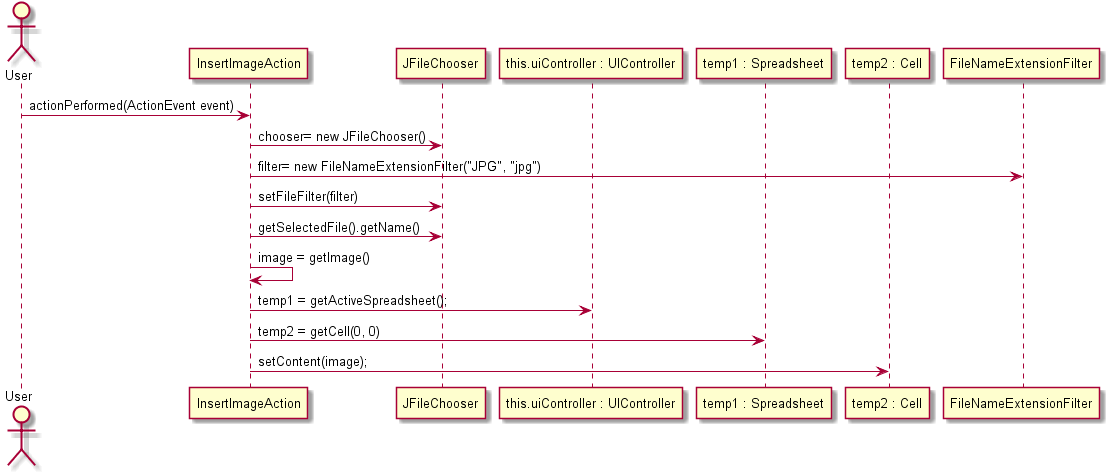 User
InsertImageAction
JFileChooser
this.uiController : UIController
temp1 : Spreadsheet
temp2 : Cell
FileNameExtensionFilter
actionPerformed(ActionEvent event)
chooser= new JFileChooser()
filter= new FileNameExtensionFilter("JPG", "jpg")
setFileFilter(filter)
getSelectedFile().getName()
image = getImage()
temp1 = getActiveSpreadsheet();
temp2 = getCell(0, 0)
setContent(image);
User
InsertImageAction
JFileChooser
this.uiController : UIController
temp1 : Spreadsheet
temp2 : Cell
FileNameExtensionFilter